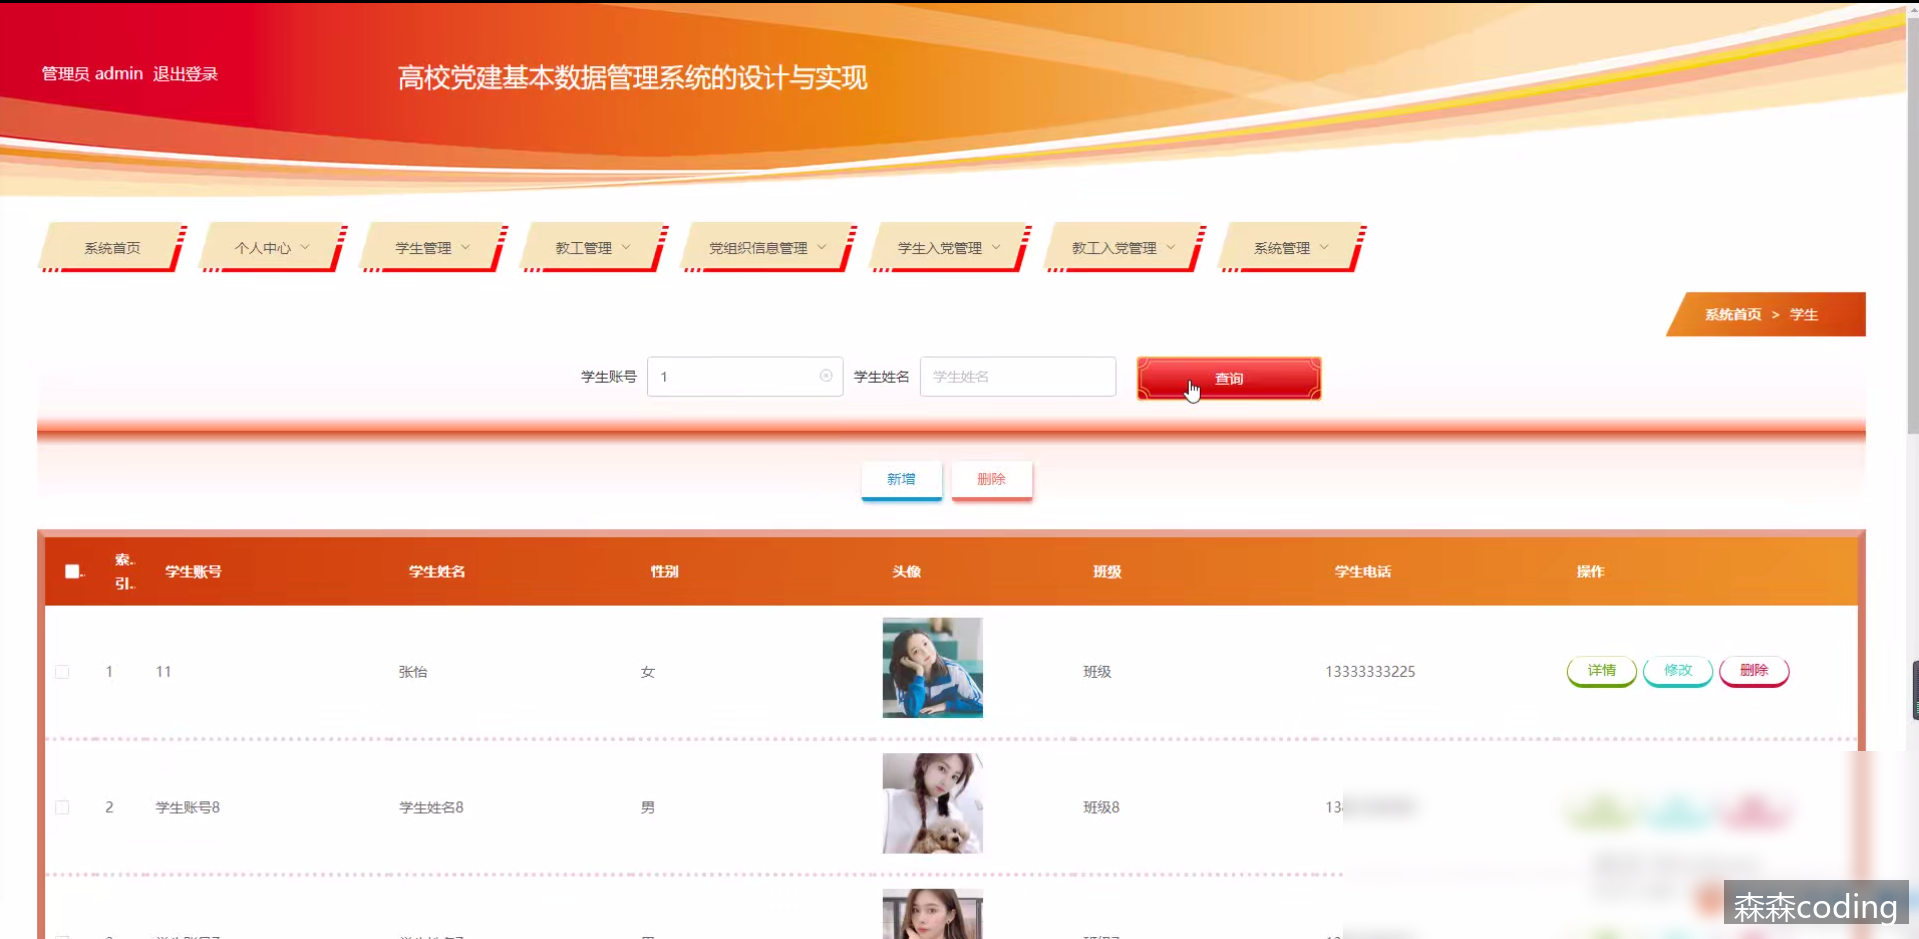 管理员 admin 退出登录
高校党建基本数据管理系统的设计与实现
系统首页 个人中心 学生管理 教工管理 党组织信息管理 学生入党管理 教工入党管理 系统管理
系统首页 > 学生
学生账号 1 学生姓名 学生姓名 查询
新增 删除
索.. 引.. 学生账号 学生姓名 性别 头像 班级 学生电话 操作
1 11 张怡 女 班级 13333333225 详情 修改 删除
2 学生账号8 学生姓名8 男 班级8 13
森森coding